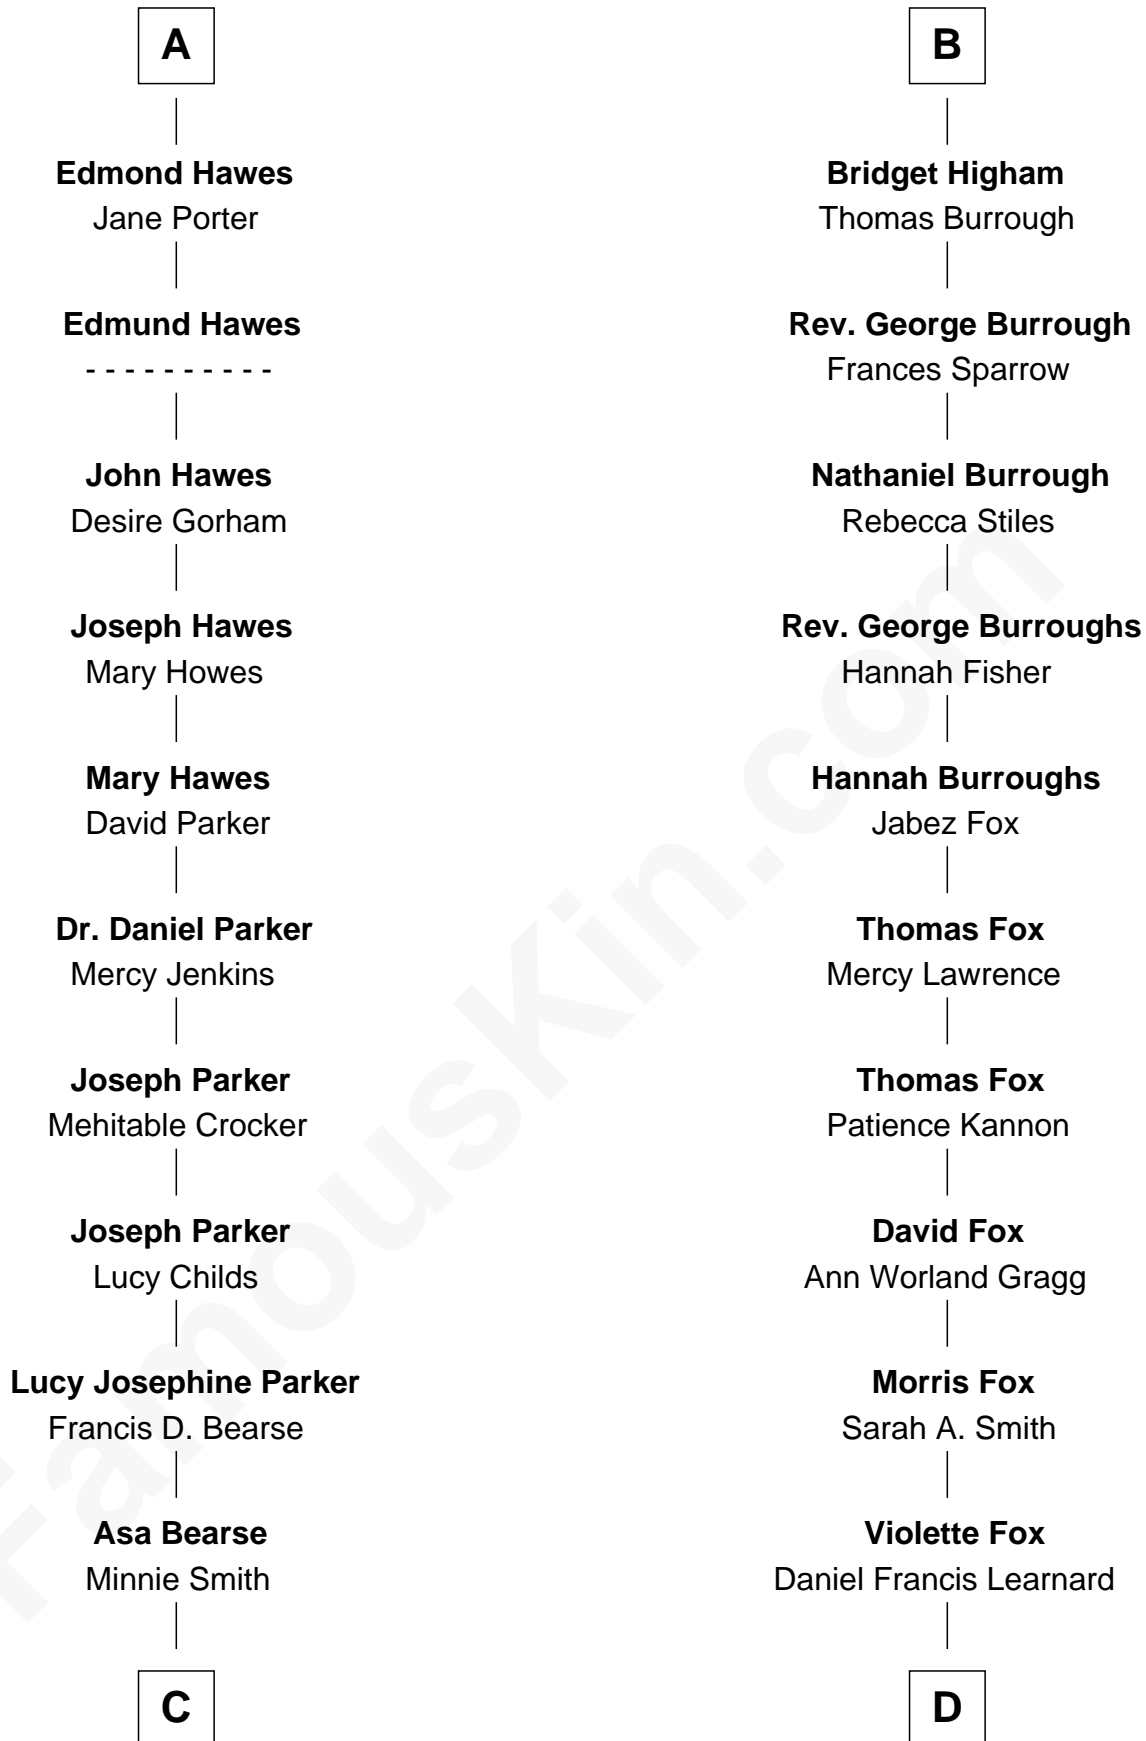 A
Edmond Hawes
Jane Porter
Edmund Hawes
- - - - - - - - - -
John Hawes
Desire Gorham
Joseph Hawes
Mary Howes
Mary Hawes
David Parker
Dr. Daniel Parker
Mercy Jenkins
Joseph Parker
Mehitable Crocker
Joseph Parker
Lucy Childs
Lucy Josephine Parker
Francis D. Bearse
Asa Bearse
Minnie Smith
C
B
Bridget Higham
Thomas Burrough
Rev. George Burrough
Frances Sparrow
Nathaniel Burrough
Rebecca Stiles
Rev. George Burroughs
Hannah Fisher
Hannah Burroughs
Jabez Fox
Thomas Fox
Mercy Lawrence
Thomas Fox
Patience Kannon
David Fox
Ann Worland Gragg
Morris Fox
Sarah A. Smith
Violette Fox
Daniel Francis Learnard
D
FamousKin.com